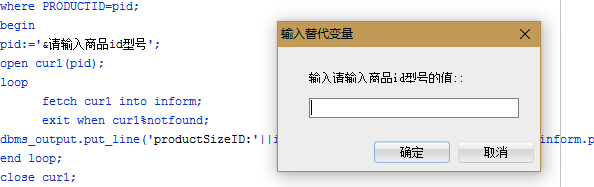 where PRODUCTID=pid;
begin
pid:='&请输入商品id型号';
open cur1(pid);
loop
fetch cur1 into inform;
exit when cur1%notfound;
dbms_output.put_line('productSizeID:'||i
inform.p
end loop;
close cur1;
输入替代变量
输入请输入商品id型号的值::
确定
取消